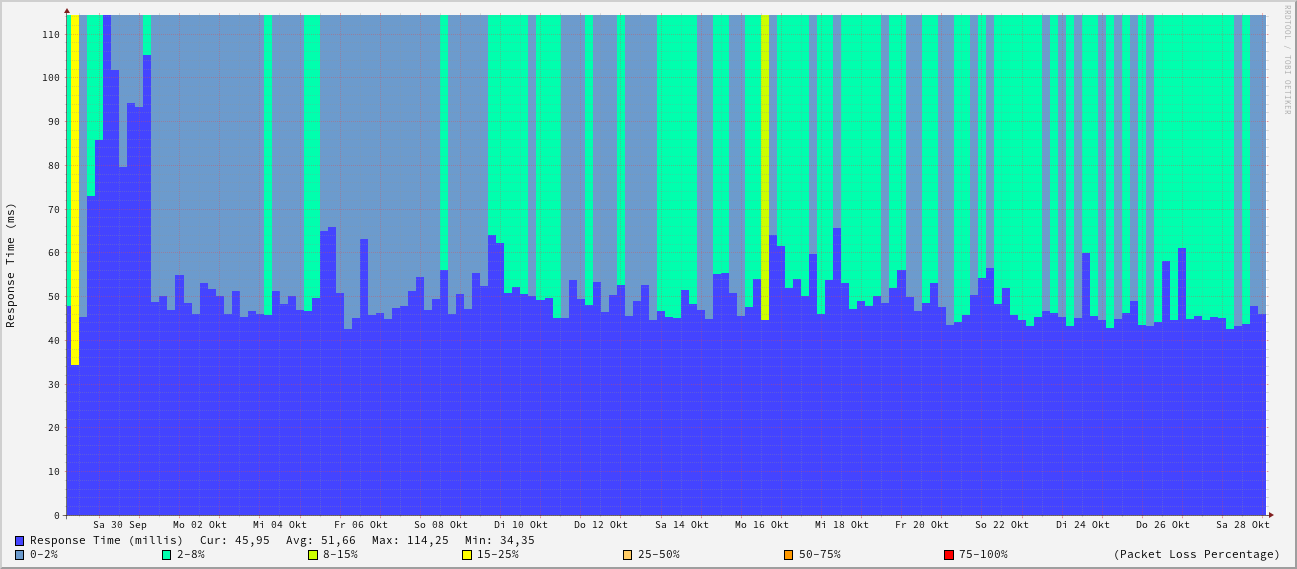 RRDTOOL / TOBI OETIKER
Response Time (ms)
110
100
90
80
70
60
50
40
30
20
10
0
Sa 30 Sep Mo 02 Okt Mi 04 Okt Fr 06 Okt So 08 Okt Di 10 Okt Do 12 Okt Sa 14 Okt Mo 16 Okt Mi 18 Okt Fr 20 Okt So 22 Okt Di 24 Okt Do 26 Okt Sa 28 Okt
Response Time (millis) Cur: 45,95 Avg: 51,66 Max: 114,25 Min: 34,35
0-2% 2-8% 8-15% 15-25% 25-50% 50-75% 75-100% (Packet Loss Percentage)